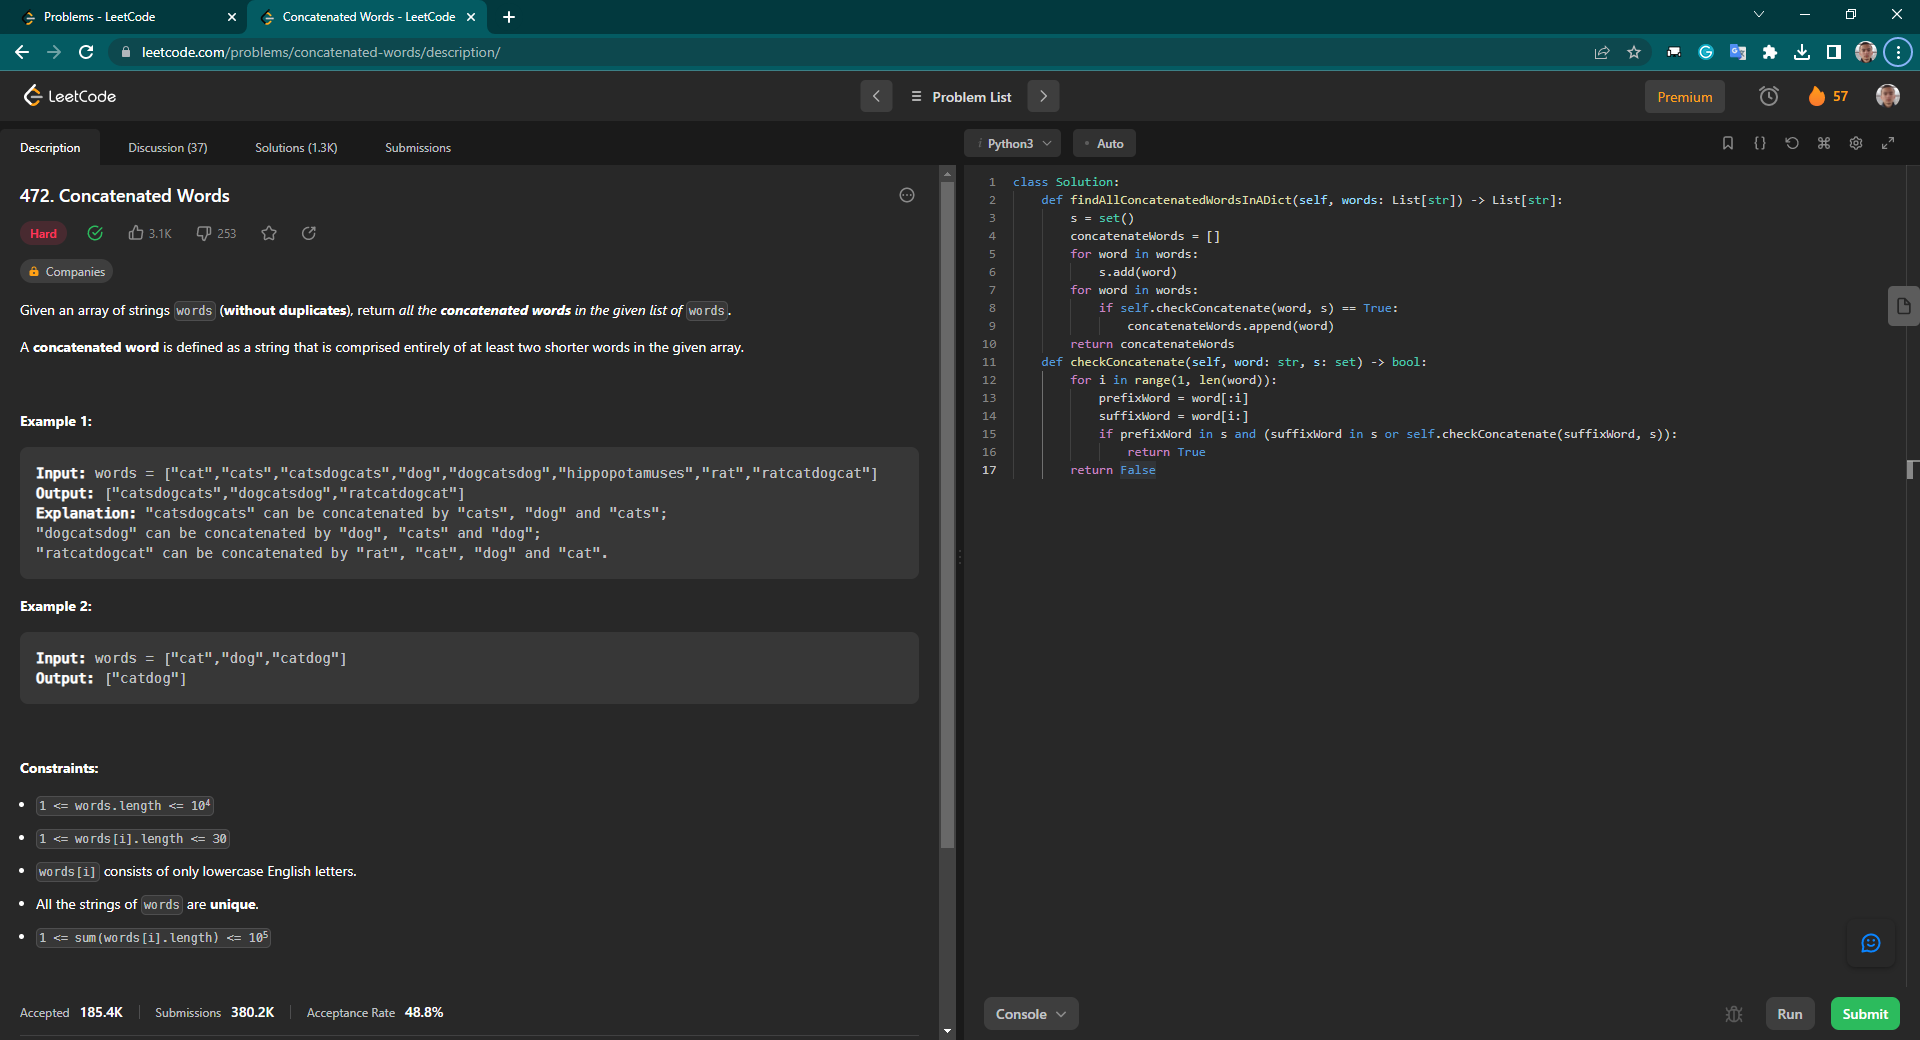 Problems - LeetCode
Concatenated Words - LeetCode
leetcode.com/problems/concatenated-words/description/
LeetCode
Problem List
Premium
57
Description
Discussion (37)
Solutions (1.3K)
Submissions
472. Concatenated Words
Hard
3.1K
253
Companies
Given an array of strings words (without duplicates), return all the concatenated words in the given list of words.
A concatenated word is defined as a string that is comprised entirely of at least two shorter words in the given array.
Example 1:
Input: words = ["cat","cats","catsdogcats","dog","dogcatsdog","hippopotamuses","rat","ratcatdogcat"]
Output: ["catsdogcats","dogcatsdog","ratcatdogcat"]
Explanation: "catsdogcats" can be concatenated by "cats", "dog" and "cats";
"dogcatsdog" can be concatenated by "dog", "cats" and "dog";
"ratcatdogcat" can be concatenated by "rat", "cat", "dog" and "cat".
Example 2:
Input: words = ["cat","dog","catdog"]
Output: ["catdog"]
Constraints:
• 1 <= words.length <= 10⁴
• 1 <= words[i].length <= 30
• words[i] consists of only lowercase English letters.
• All the strings of words are unique.
• 1 <= sum(words[i].length) <= 10⁵
Accepted 185.4K
Submissions 380.2K
Acceptance Rate 48.8%
i Python3
• Auto
1 class Solution:
2     def findAllConcatenatedWordsInADict(self, words: List[str]) -> List[str]:
3         s = set()
4         concatenateWords = []
5         for word in words:
6             s.add(word)
7         for word in words:
8             if self.checkConcatenate(word, s) == True:
9                 concatenateWords.append(word)
10         return concatenateWords
11     def checkConcatenate(self, word: str, s: set) -> bool:
12         for i in range(1, len(word)):
13             prefixWord = word[:i]
14             suffixWord = word[i:]
15             if prefixWord in s and (suffixWord in s or self.checkConcatenate(suffixWord, s)):
16                 return True
17         return False
Console
Run
Submit